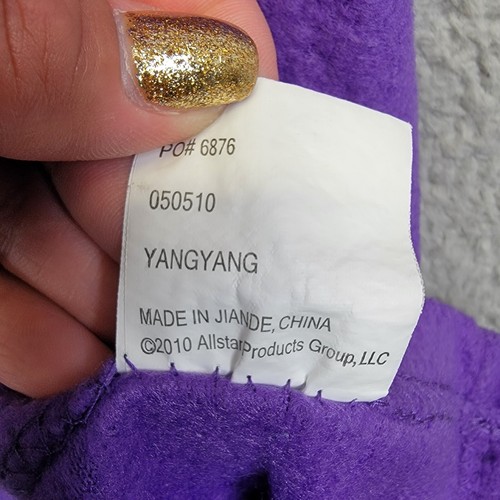 PO# 6876
050510
YANGYANG
MADE IN JIANDE, CHINA
©2010 Allstar Products Group, LLC